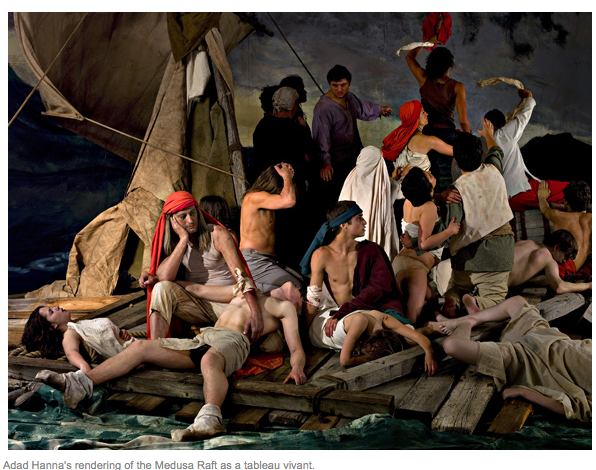 Adad Hanna's rendering of the Medusa Raft as a tableau vivant.